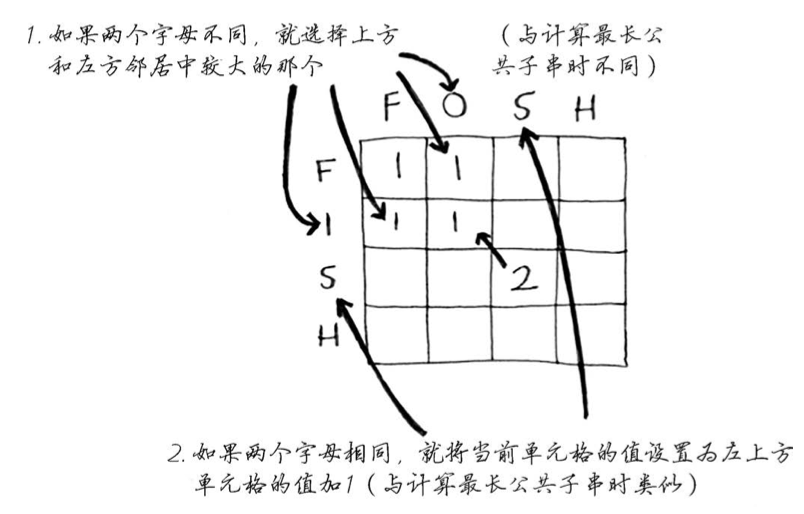 1. 如果两个字母不同，就选择上方
和左方邻居中较大的那个
（与计算最长公
共子串时不同）
F O S H
F 1 1
I 1 1
S 2
H
2. 如果两个字母相同，就将当前单元格的值设置为左上方
单元格的值加1（与计算最长公共子串时类似）